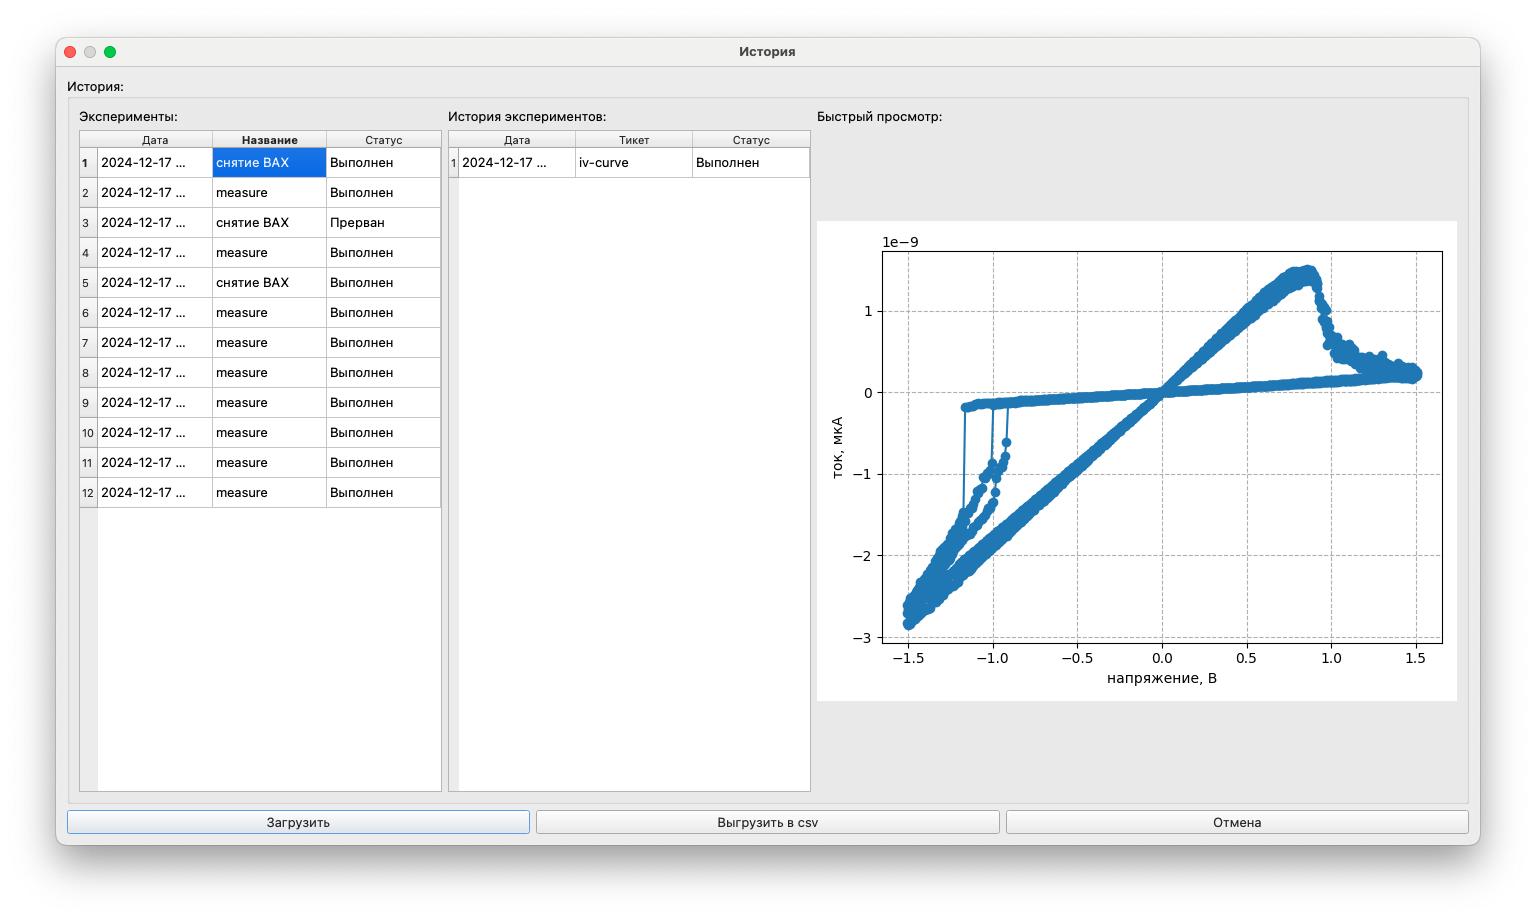 История
История:
Эксперименты:
История экспериментов:
Быстрый просмотр:
Дата Название Статус
1 2024-12-17 ... снятие ВАХ Выполнен
2 2024-12-17 ... measure Выполнен
3 2024-12-17 ... снятие ВАХ Прерван
4 2024-12-17 ... measure Выполнен
5 2024-12-17 ... снятие ВАХ Выполнен
6 2024-12-17 ... measure Выполнен
7 2024-12-17 ... measure Выполнен
8 2024-12-17 ... measure Выполнен
9 2024-12-17 ... measure Выполнен
10 2024-12-17 ... measure Выполнен
11 2024-12-17 ... measure Выполнен
12 2024-12-17 ... measure Выполнен
Дата Тикет Статус
1 2024-12-17 ... iv-curve Выполнен
1e−9
1
0
−1
−2
−3
ток, мкА
−1.5 −1.0 −0.5 0.0 0.5 1.0 1.5
напряжение, В
Загрузить
Выгрузить в csv
Отмена